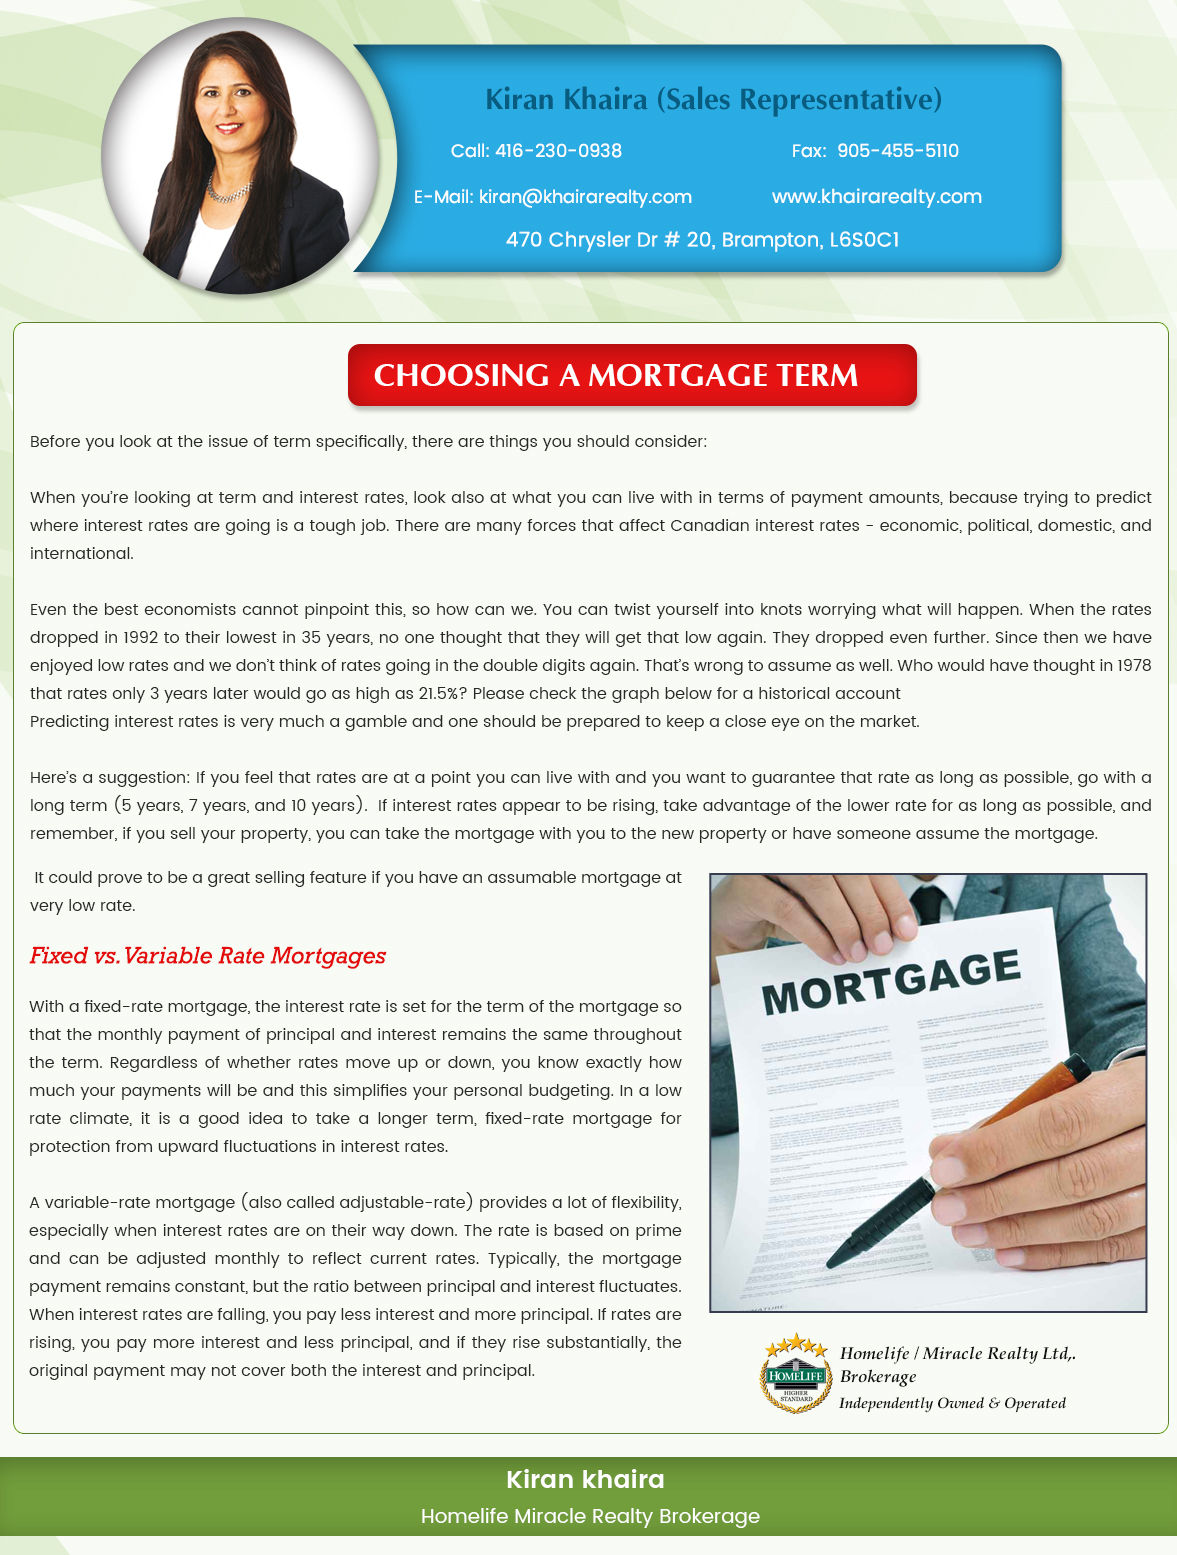 Kiran Khaira (Sales Representative)
Call: 416-230-0938
Fax:  905-455-5110
E-Mail: kiran@khairarealty.com
www.khairarealty.com
470 Chrysler Dr # 20, Brampton, L6S0C1
CHOOSING A MORTGAGE TERM
Before you look at the issue of term specifically, there are things you should consider:
When you're looking at term and interest rates, look also at what you can live with in terms of payment amounts, because trying to predict
where interest rates are going is a tough job. There are many forces that affect Canadian interest rates - economic, political, domestic, and
international.
Even the best economists cannot pinpoint this, so how can we. You can twist yourself into knots worrying what will happen. When the rates
dropped in 1992 to their lowest in 35 years, no one thought that they will get that low again. They dropped even further. Since then we have
enjoyed low rates and we don't think of rates going in the double digits again. That's wrong to assume as well. Who would have thought in 1978
that rates only 3 years later would go as high as 21.5%? Please check the graph below for a historical account
Predicting interest rates is very much a gamble and one should be prepared to keep a close eye on the market.
Here's a suggestion: If you feel that rates are at a point you can live with and you want to guarantee that rate as long as possible, go with a
long term (5 years, 7 years, and 10 years).  If interest rates appear to be rising, take advantage of the lower rate for as long as possible, and
remember, if you sell your property, you can take the mortgage with you to the new property or have someone assume the mortgage.
It could prove to be a great selling feature if you have an assumable mortgage at
very low rate.
Fixed vs. Variable Rate Mortgages
With a fixed-rate mortgage, the interest rate is set for the term of the mortgage so
that the monthly payment of principal and interest remains the same throughout
the term. Regardless of whether rates move up or down, you know exactly how
much your payments will be and this simplifies your personal budgeting. In a low
rate climate, it is a good idea to take a longer term, fixed-rate mortgage for
protection from upward fluctuations in interest rates.
A variable-rate mortgage (also called adjustable-rate) provides a lot of flexibility,
especially when interest rates are on their way down. The rate is based on prime
and can be adjusted monthly to reflect current rates. Typically, the mortgage
payment remains constant, but the ratio between principal and interest fluctuates.
When interest rates are falling, you pay less interest and more principal. If rates are
rising, you pay more interest and less principal, and if they rise substantially, the
original payment may not cover both the interest and principal.
MORTGAGE
HOMELIFE
HIGHER
STANDARD
Homelife / Miracle Realty Ltd,.
Brokerage
Independently Owned & Operated
Kiran khaira
Homelife Miracle Realty Brokerage